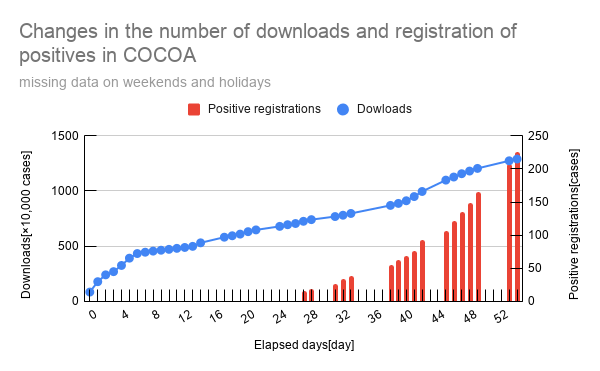 Changes in the number of downloads and registration of
positives in COCOA
missing data on weekends and holidays
Positive registrations
Dowloads
Downloads[×10,000 cases]
1500
1000
500
0
250
200
150
100
50
0
Positive registrations[cases]
0 4 8 12 16 20 24 28 32 36 40 44 48 52
Elapsed days[day]